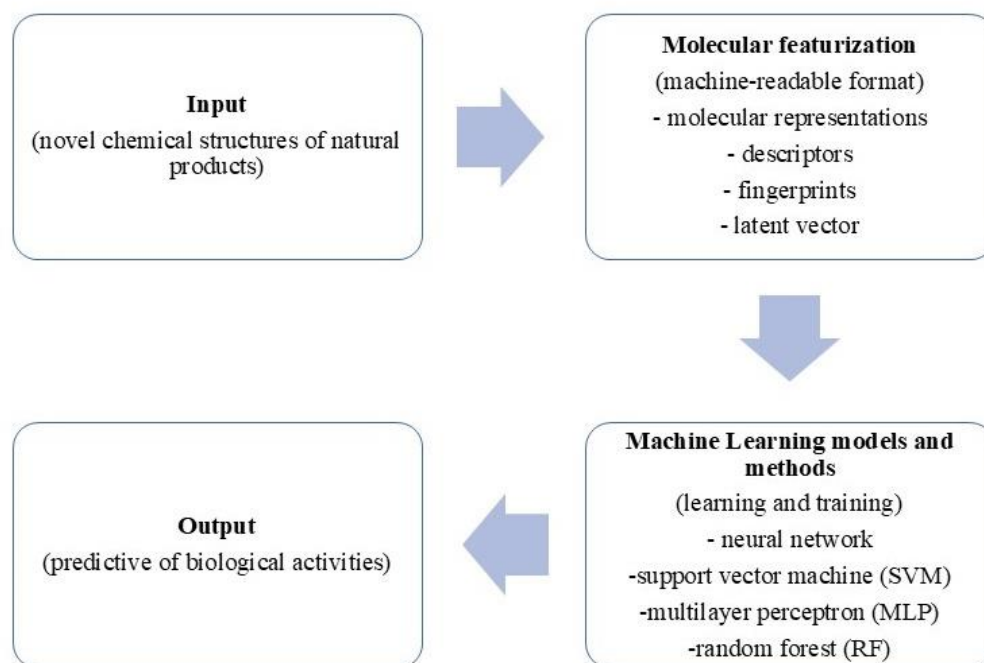 Input
(novel chemical structures of natural
products)
Molecular featurization
(machine-readable format)
- molecular representations
- descriptors
- fingerprints
- latent vector
Machine Learning models and
methods
(learning and training)
- neural network
-support vector machine (SVM)
-multilayer perceptron (MLP)
-random forest (RF)
Output
(predictive of biological activities)